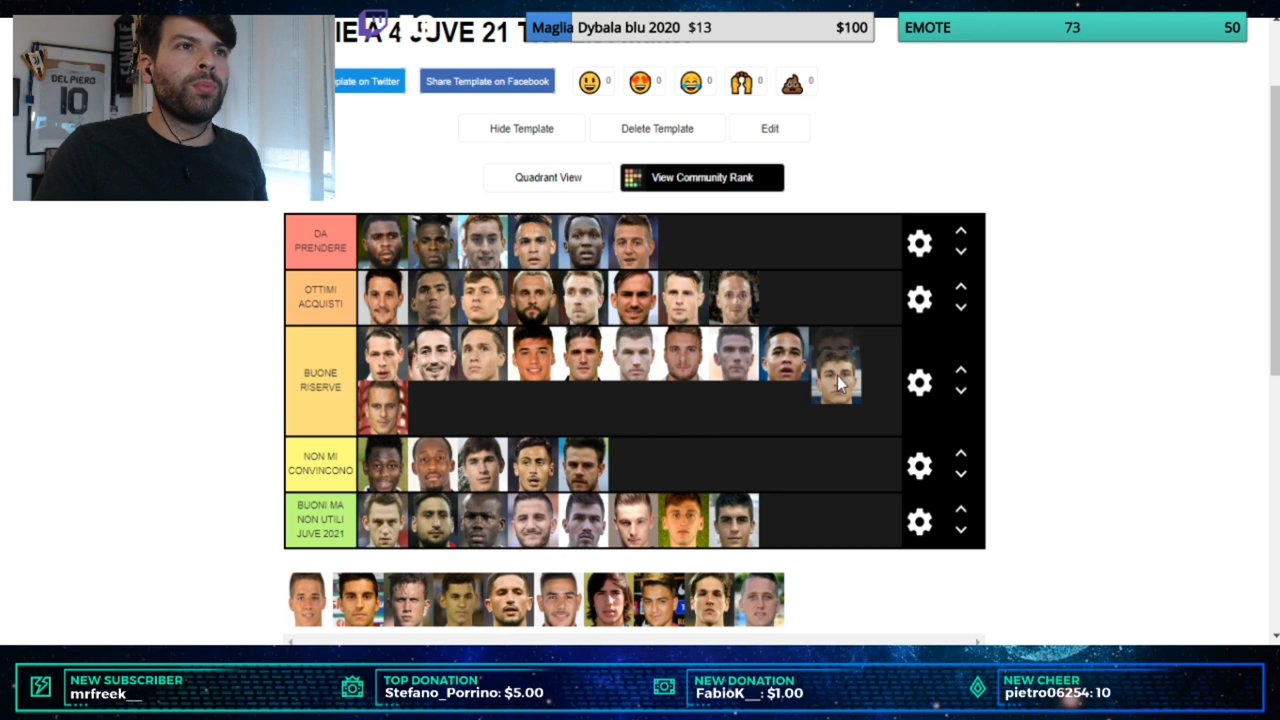 DEL PIERO
10
FINALE
IE A 4 JUVE 21 T
Maglia Dybala blu 2020 $13 $100
EMOTE 73 50
plate on Twitter
Share Template on Facebook
0
0
0
0
0
Hide Template
Delete Template
Edit
Quadrant View
View Community Rank
DA
PRENDERE
OTTIMI
ACQUISTI
BUONE
RISERVE
NON MI
CONVINCONO
BUONI MA
NON UTILI
JUVE 2021
NEW SUBSCRIBER
mrfreek__
TOP DONATION
Stefano_Porrino: $5.00
NEW DONATION
FabioK__: $1.00
NEW CHEER
pietro06254: 10